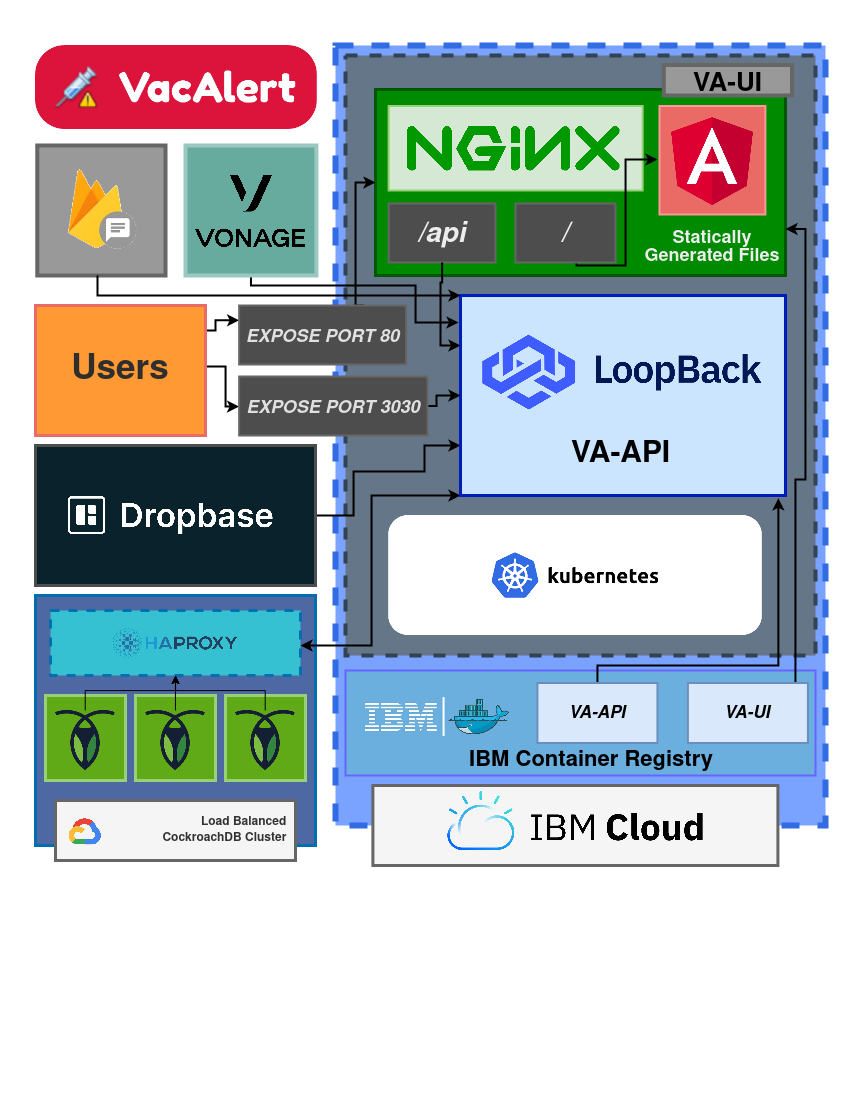 VacAlert
VA-UI
NGiNX
VONAGE
/api
/
Statically
Generated Files
Users
EXPOSE PORT 80
EXPOSE PORT 3030
LoopBack
VA-API
Dropbase
kubernetes
HAPROXY
IBM
VA-API
VA-UI
IBM Container Registry
Load Balanced
CockroachDB Cluster
IBM Cloud